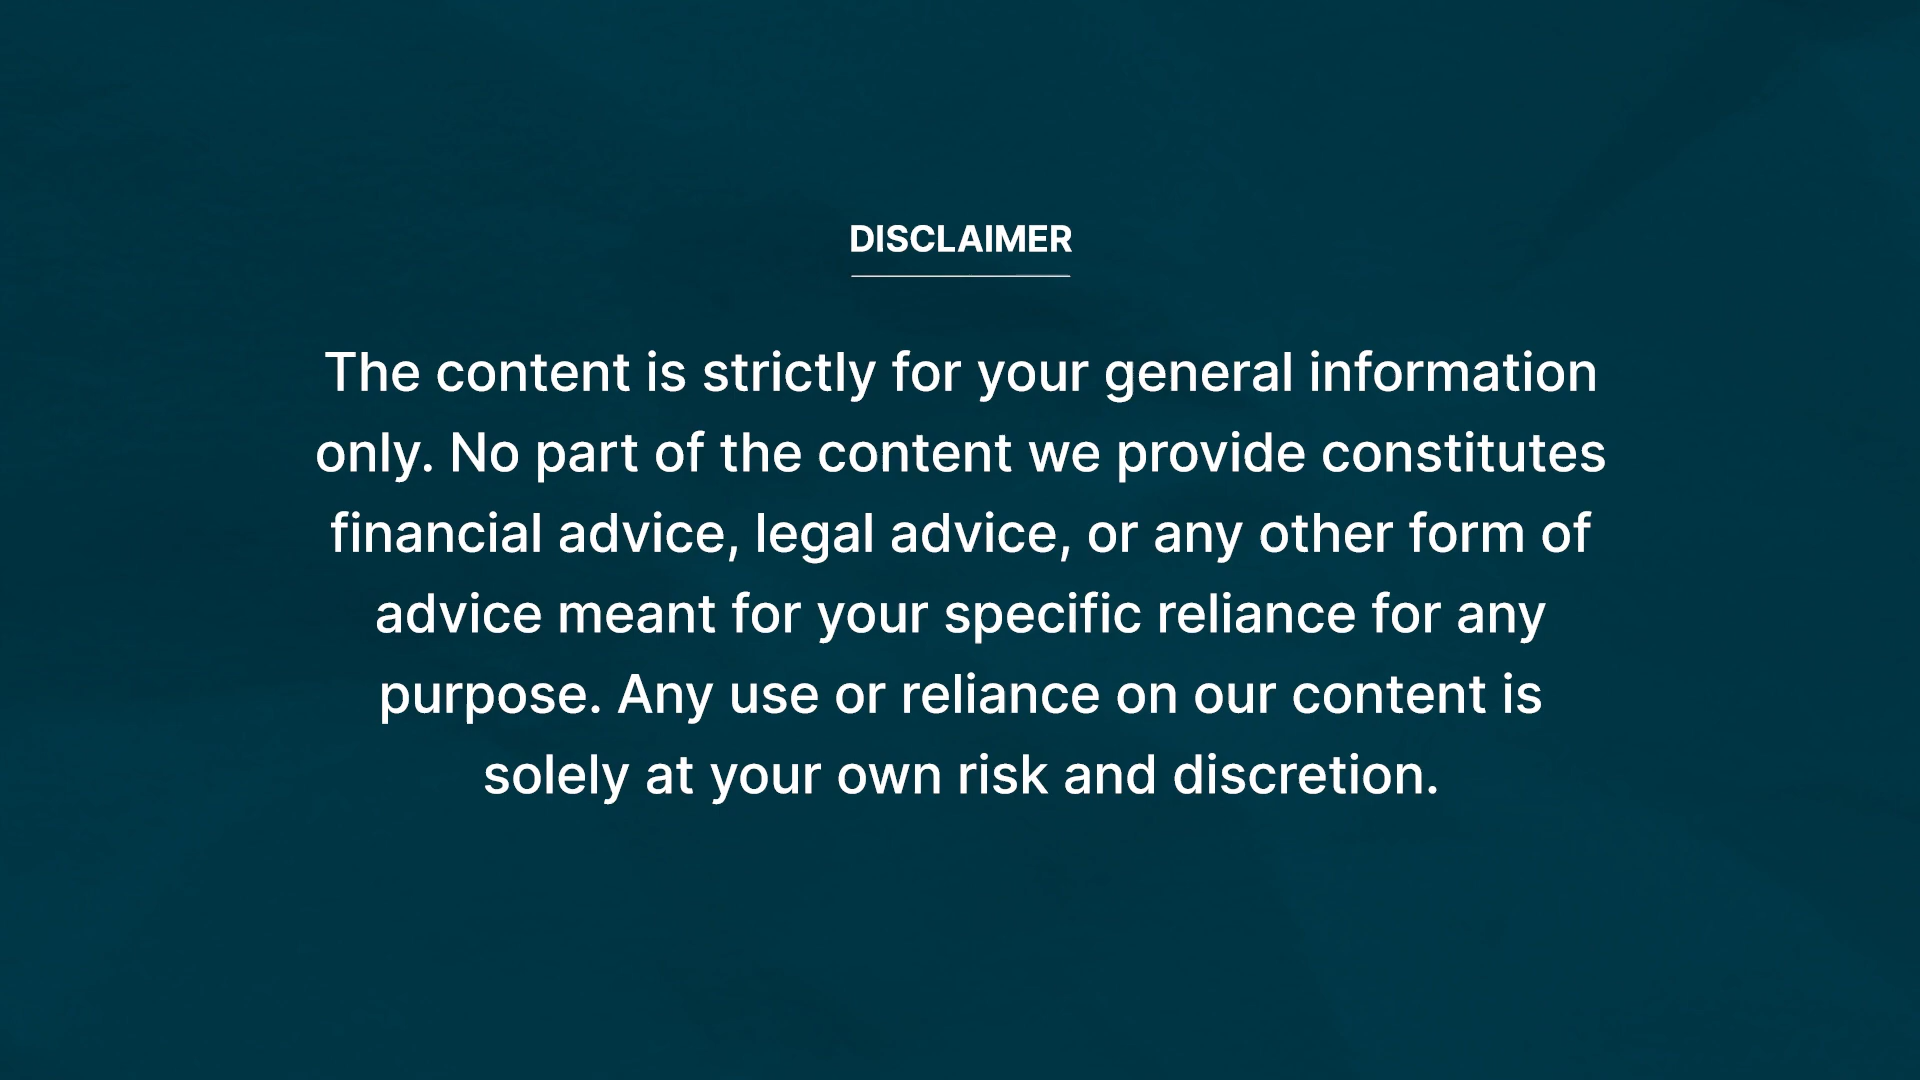 DISCLAIMER
The content is strictly for your general information
only. No part of the content we provide constitutes
financial advice, legal advice, or any other form of
advice meant for your specific reliance for any
purpose. Any use or reliance on our content is
solely at your own risk and discretion.